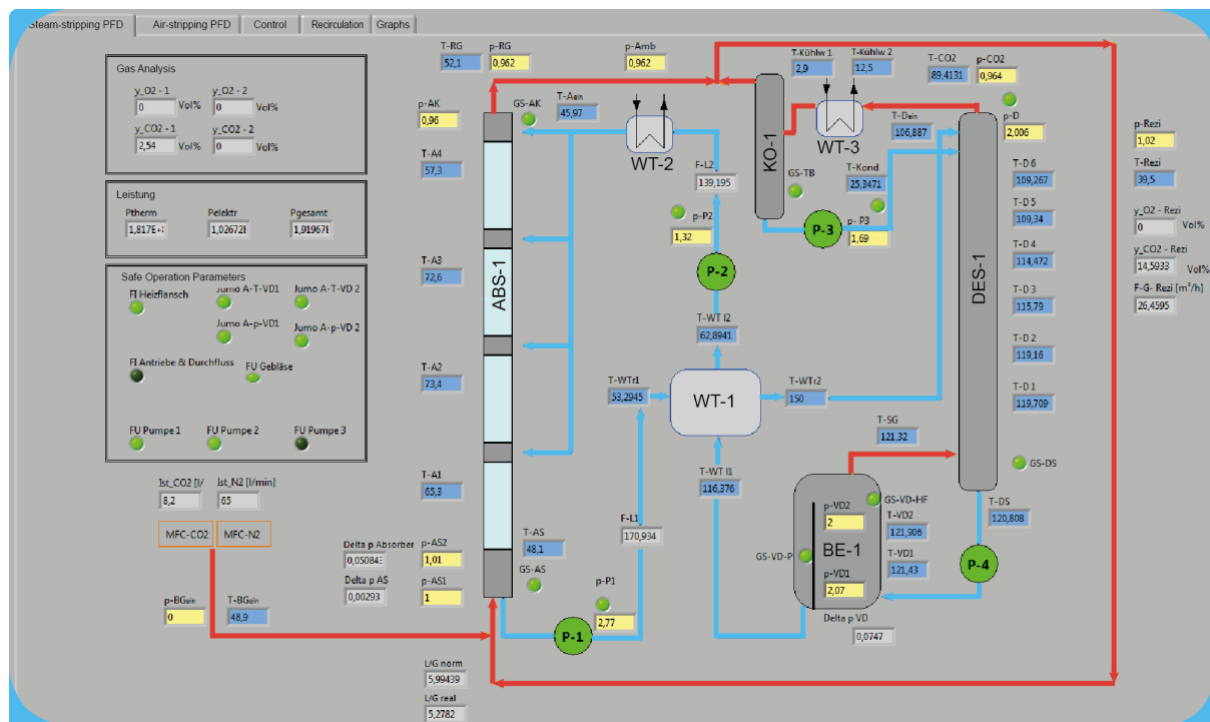 Steam-stripping PFD Air-stripping PFD Control Recirculation Graphs
Gas Analysis
y_O2 - 1 y_O2 - 2
0 Vol% 0
y_CO2 - 1 y_CO2 - 2
2,54 Vol% 0 Vol%
Leistung
Ptherm Pelektr Pgesamt
1,817E+ 1,02672E 1,91967E
Safe Operation Parameters
FI Heizflansch Jumo A-T-VD1 Jumo A-T-VD 2
Jumo A-p-VD1 Jumo A-p-VD 2
FI Antriebe & Durchfluss FU Gebläse
FU Pumpe 1 FU Pumpe 2 FU Pumpe 3
Ist_CO2 [l/ Ist_N2 [l/min]
8,2 65
MFC-CO2 MFC-N2
p-BGein T-BGein
0 48,9
T-RG p-RG
52,1 0,962
p-AK
0,96
GS-AK
T-Aein
45,97
T-A4
57,3
T-A3
72,6
T-A2
73,4
T-A1
65,3
ABS-1
T-AS
48,1
GS-AS
Delta p Absorber p-AS2
0,05084 1,01
Delta p AS p-AS1
0,00293 1
L/G norm
5,99439
L/G real
5,2782
p-Amb
0,962
WT-2
F-L2
139,195
p-P2
1,32
P-2
T-WT l2
62,8941
T-WTr1
53,2945
WT-1
T-WTr2
150
T-WT l1
116,376
F-L1
170,934
p-P1
2,77
P-1
T-Kühlw 1 T-Kühlw 2
2,9 12,5
KO-1
WT-3
GS-TB
T-Kond
25,3471
P-3
p- P3
1,69
T-CO2 p-CO2
89,4131 0,964
T-Dein
106,887
p-D
2,006
T-D 6
109,267
T-D 5
109,34
T-D 4
114,472
T-D 3
115,79
T-D 2
119,16
T-D 1
119,709
DES-1
GS-DS
T-SG
121,32
T-DS
120,808
P-4
GS-VD-HF
p-VD2
2
T-VD2
121,906
GS-VD-P
BE-1
T-VD1
121,43
p-VD1
2,07
Delta p VD
0,0747
p-Rezi
1,02
T-Rezi
39,5
y_O2 - Rezi
0 Vol%
y_CO2 - Rezi
14,5933 Vol%
F-G- Rezi [m³/h]
26,4595